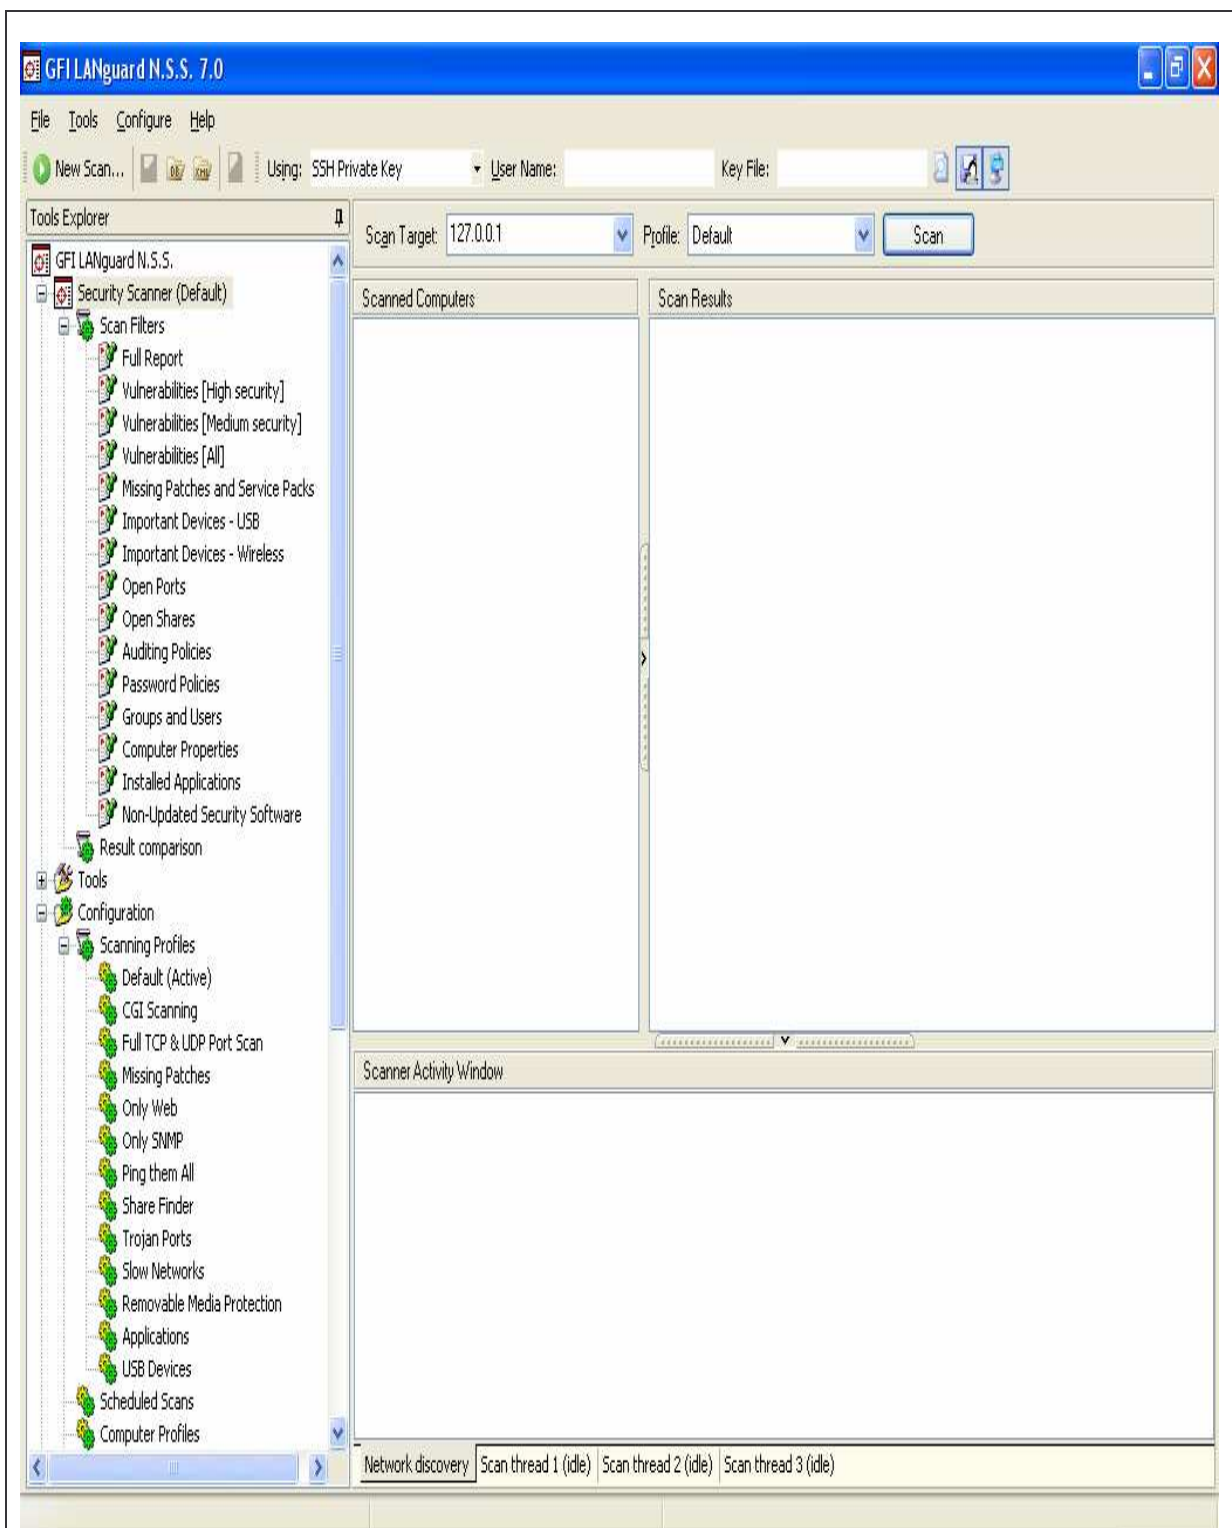 GFI LANguard N.S.S. 7.0
File Tools Configure Help
New Scan... Using: SSH Private Key User Name: Key File:
Tools Explorer
Scan Target: 127.0.0.1 Profile: Default Scan
GFI LANguard N.S.S.
Security Scanner (Default)
Scan Filters
Full Report
Vulnerabilities [High security]
Vulnerabilities [Medium security]
Vulnerabilities [All]
Missing Patches and Service Packs
Important Devices - USB
Important Devices - Wireless
Open Ports
Open Shares
Auditing Policies
Password Policies
Groups and Users
Computer Properties
Installed Applications
Non-Updated Security Software
Result comparison
Tools
Configuration
Scanning Profiles
Default (Active)
CGI Scanning
Full TCP & UDP Port Scan
Missing Patches
Only Web
Only SNMP
Ping them All
Share Finder
Trojan Ports
Slow Networks
Removable Media Protection
Applications
USB Devices
Scheduled Scans
Computer Profiles
Scanned Computers
Scan Results
Scanner Activity Window
Network discovery Scan thread 1 (idle) Scan thread 2 (idle) Scan thread 3 (idle)